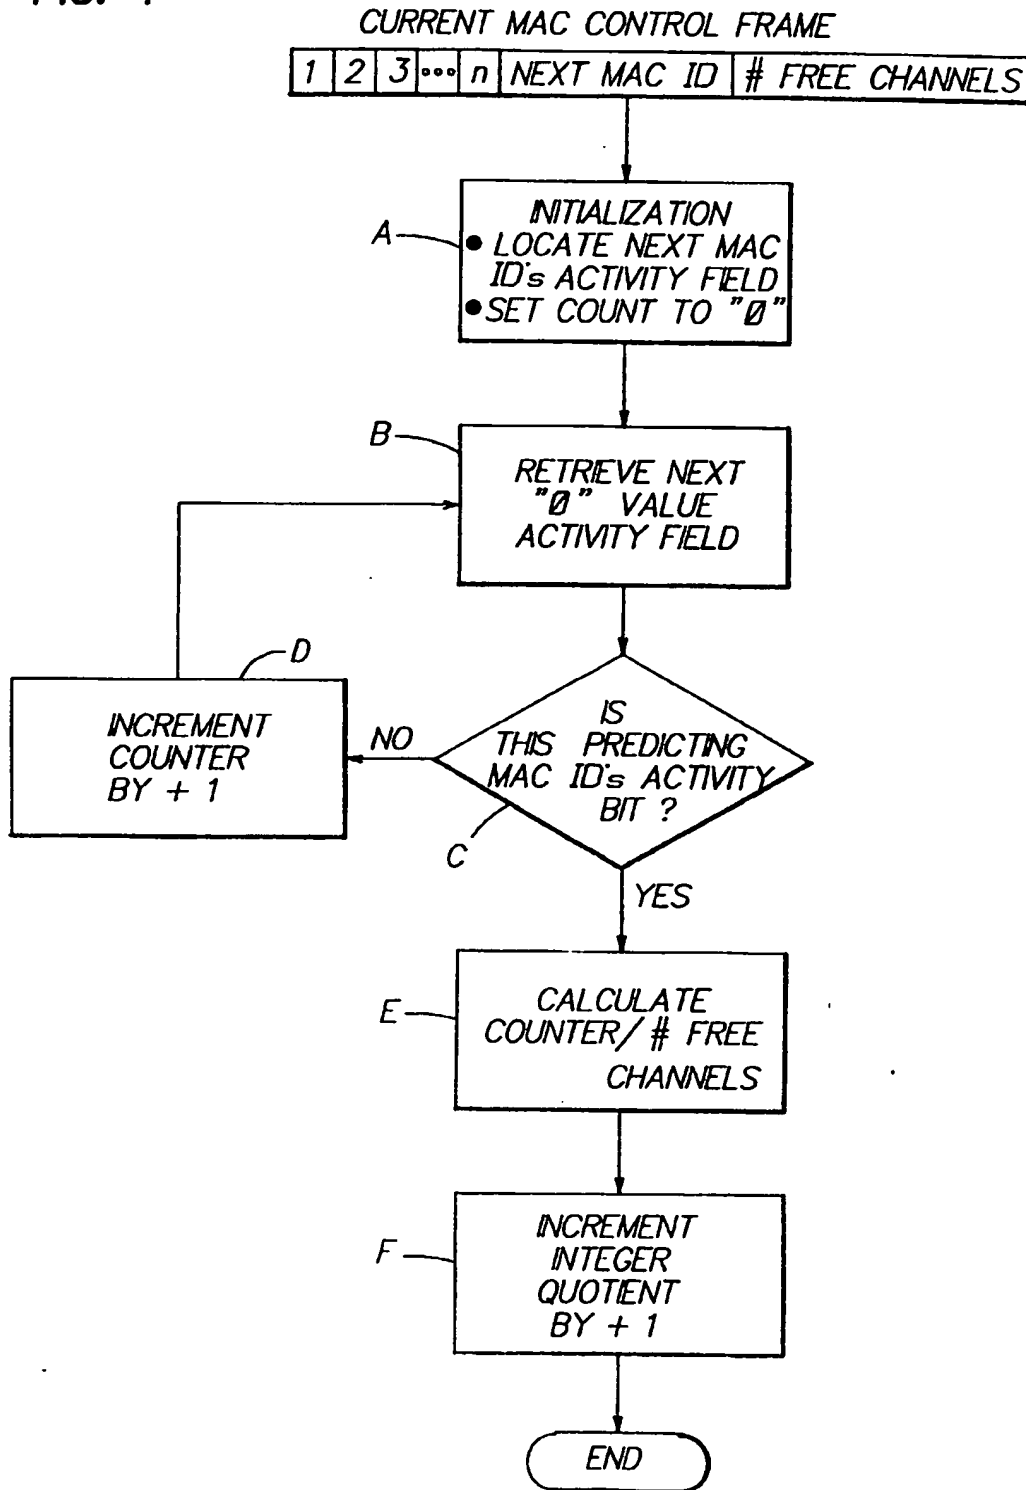 CURRENT MAC CONTROL FRAME
1 2 3 ••• n NEXT MAC ID # FREE CHANNELS
INITIALIZATION
A
• LOCATE NEXT MAC
ID's ACTIVITY FIELD
• SET COUNT TO "Ø"
B
RETRIEVE NEXT
"Ø" VALUE
ACTIVITY FIELD
D
INCREMENT
COUNTER
BY + 1
NO
IS
THIS PREDICTING
MAC ID's ACTIVITY
BIT ?
C
YES
E
CALCULATE
COUNTER/# FREE
CHANNELS
F
INCREMENT
INTEGER
QUOTIENT
BY + 1
END